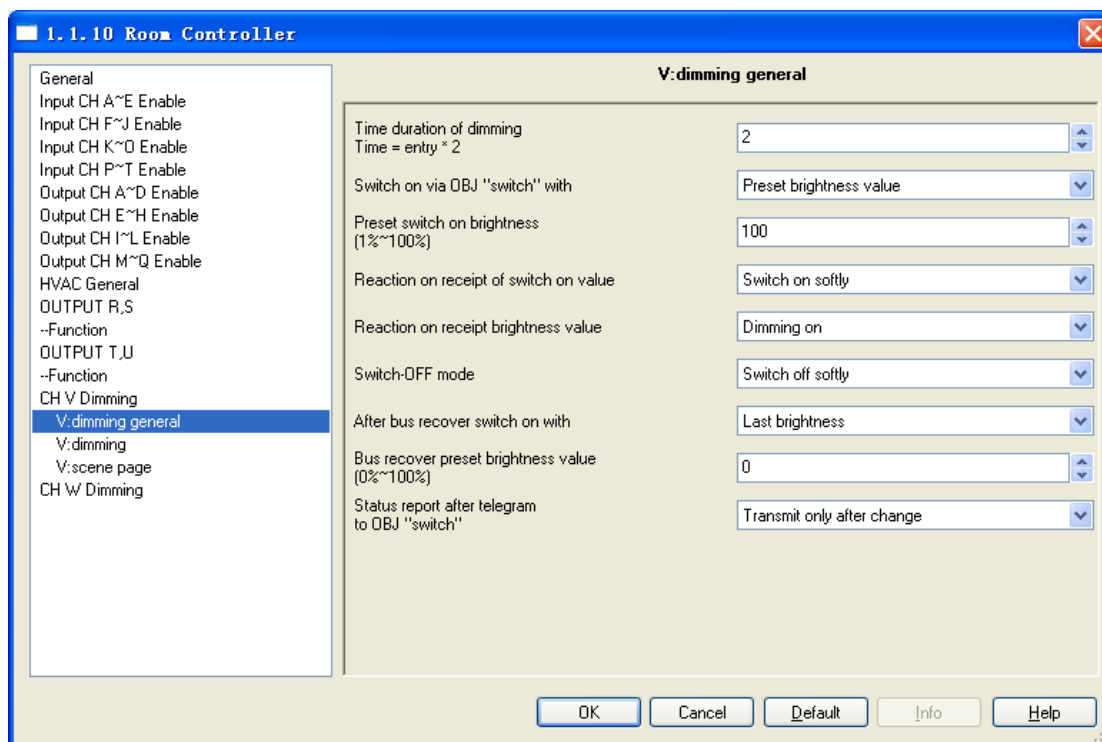 1.1.10 Room Controller
General
Input CH A~E Enable
Input CH F~J Enable
Input CH K~O Enable
Input CH P~T Enable
Output CH A~D Enable
Output CH E~H Enable
Output CH I~L Enable
Output CH M~Q Enable
HVAC General
OUTPUT R,S
--Function
OUTPUT T,U
--Function
CH V Dimming
V:dimming general
V:dimming
V:scene page
CH W Dimming
V:dimming general
Time duration of dimming
Time = entry * 2
2
Switch on via OBJ "switch" with
Preset brightness value
Preset switch on brightness
(1%~100%)
100
Reaction on receipt of switch on value
Switch on softly
Reaction on receipt brightness value
Dimming on
Switch-OFF mode
Switch off softly
After bus recover switch on with
Last brightness
Bus recover preset brightness value
(0%~100%)
0
Status report after telegram
to OBJ "switch"
Transmit only after change
OK
Cancel
Default
Info
Help